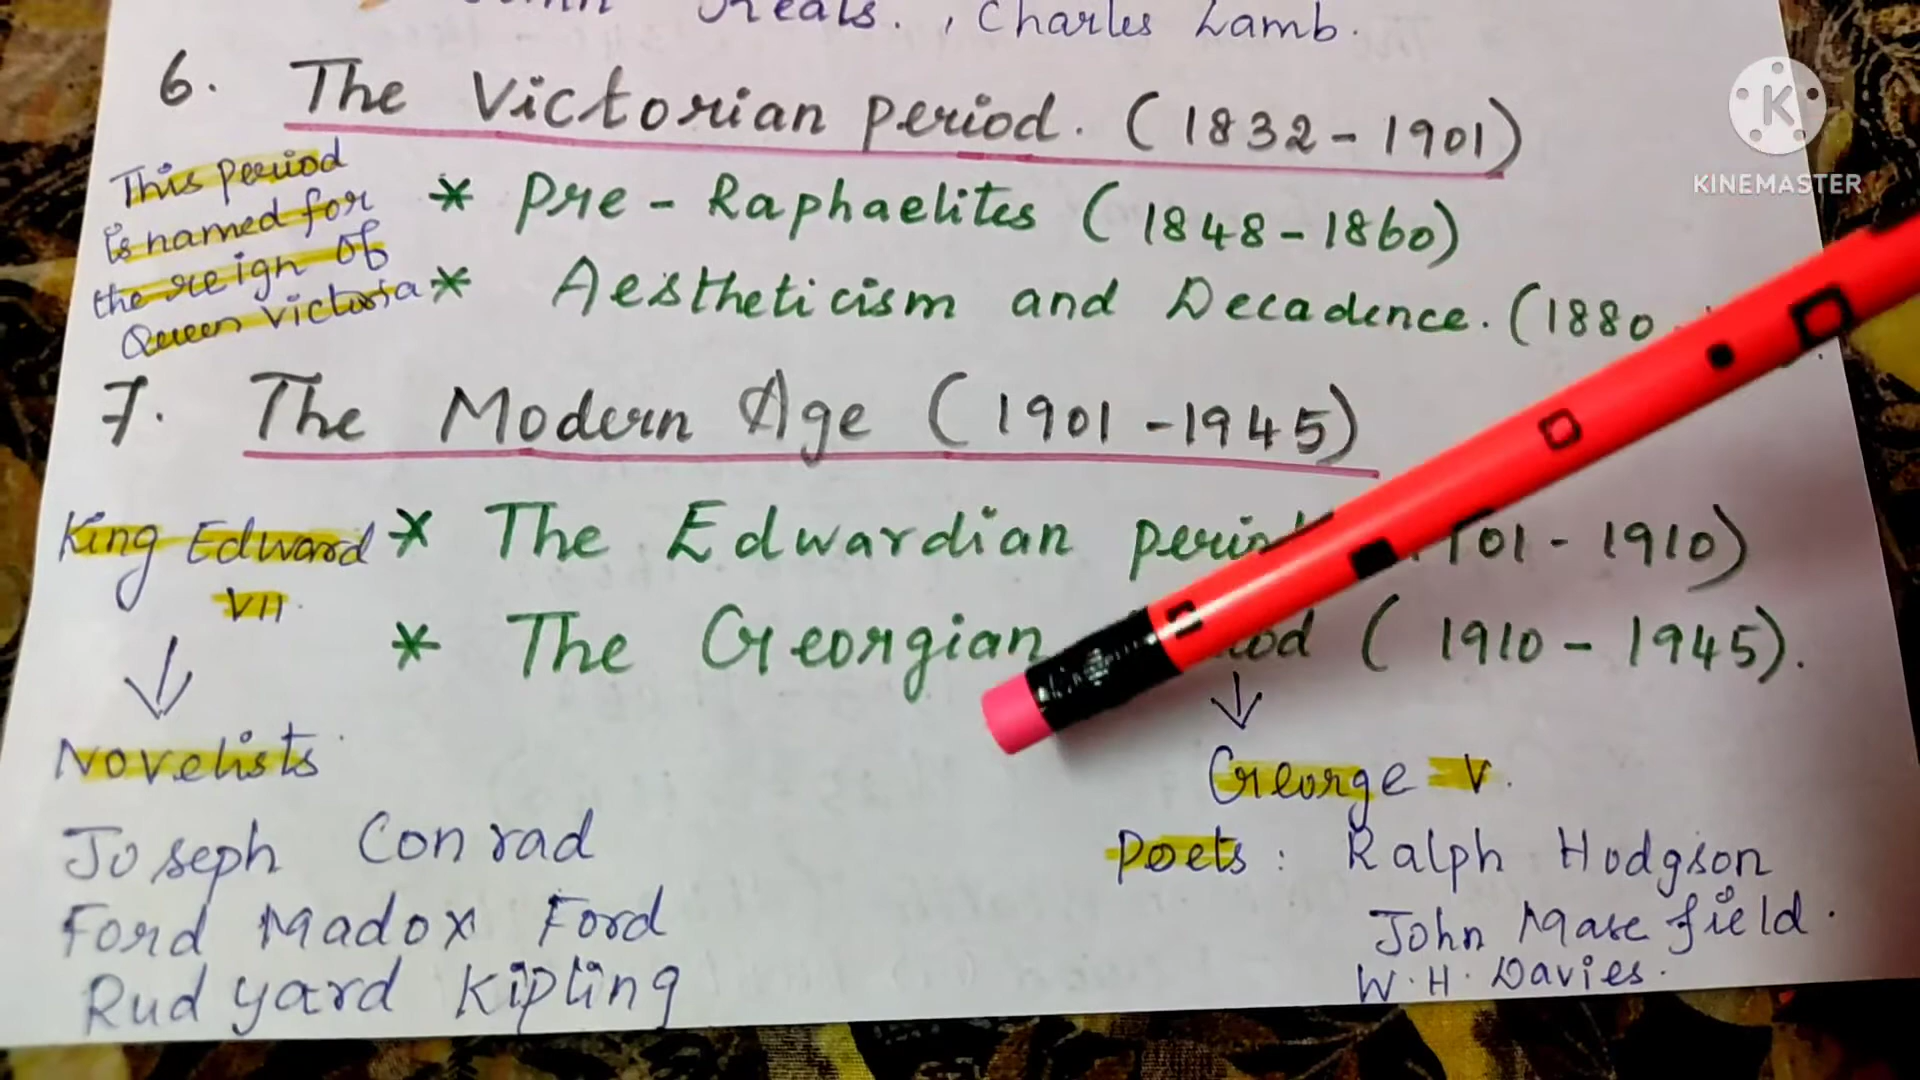 Keats. , Charles Lamb.
6. The Victorian period. (1832-1901)
This period
is named for
the reign of
Queen Victoria
* Pre-Raphaelites (1848-1860)
* Aestheticism and Decadence. (1880
7. The Modern Age (1901-1945)
King Edward
VII.
* The Edwardian period 01-1910)
* The Georgian (1910-1945).
Novelists
Joseph Conrad
Ford Madox Ford
Rudyard Kipling
George V.
Poets: Ralph Hodgson
John Masefield.
W.H. Davies.
KINEMASTER